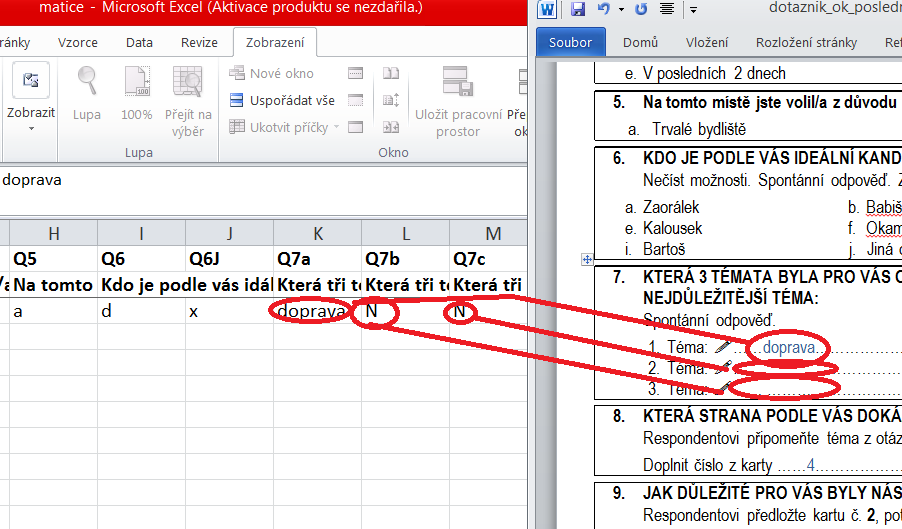 matice - Microsoft Excel (Aktivace produktu se nezdařila.)
ránky Vzorce Data Revize Zobrazení
Zobrazit
Lupa
100%
Přejít na
výběr
Nové okno
Uspořádat vše
Ukotvit příčky
Uložit pracovní
prostor
Lupa
Okno
doprava
H I J K L M
Q5 Q6 Q6J Q7a Q7b Q7c
Na tomto Kdo je podle vás ideá Která tři te Která tři te Která tři
a d x doprava N N
dotaznik_ok_posledn
Soubor Domů Vložení Rozložení stránky Ref
e. V posledních 2 dnech
5. Na tomto místě jste volil/a z důvodu
a. Trvalé bydliště
6. KDO JE PODLE VÁS IDEÁLNÍ KAND
Nečíst možnosti. Spontánní odpověď. Z
a. Zaorálek b. Babiš
e. Kalousek f. Okam
i. Bartoš j. Jiná o
7. KTERÁ 3 TÉMATA BYLA PRO VÁS O
NEJDŮLEŽITĚJŠÍ TÉMA:
Spontánní odpověď.
1. Téma: ......doprava..................
2. Téma: ..................
3. Téma: ..................
8. KTERÁ STRANA PODLE VÁS DOKÁ
Respondentovi připomeňte téma z otáz
Doplnit číslo z karty ......4..................
9. JAK DŮLEŽITÉ PRO VÁS BYLY NÁS
Respondentovi předložte kartu č. 2, pot